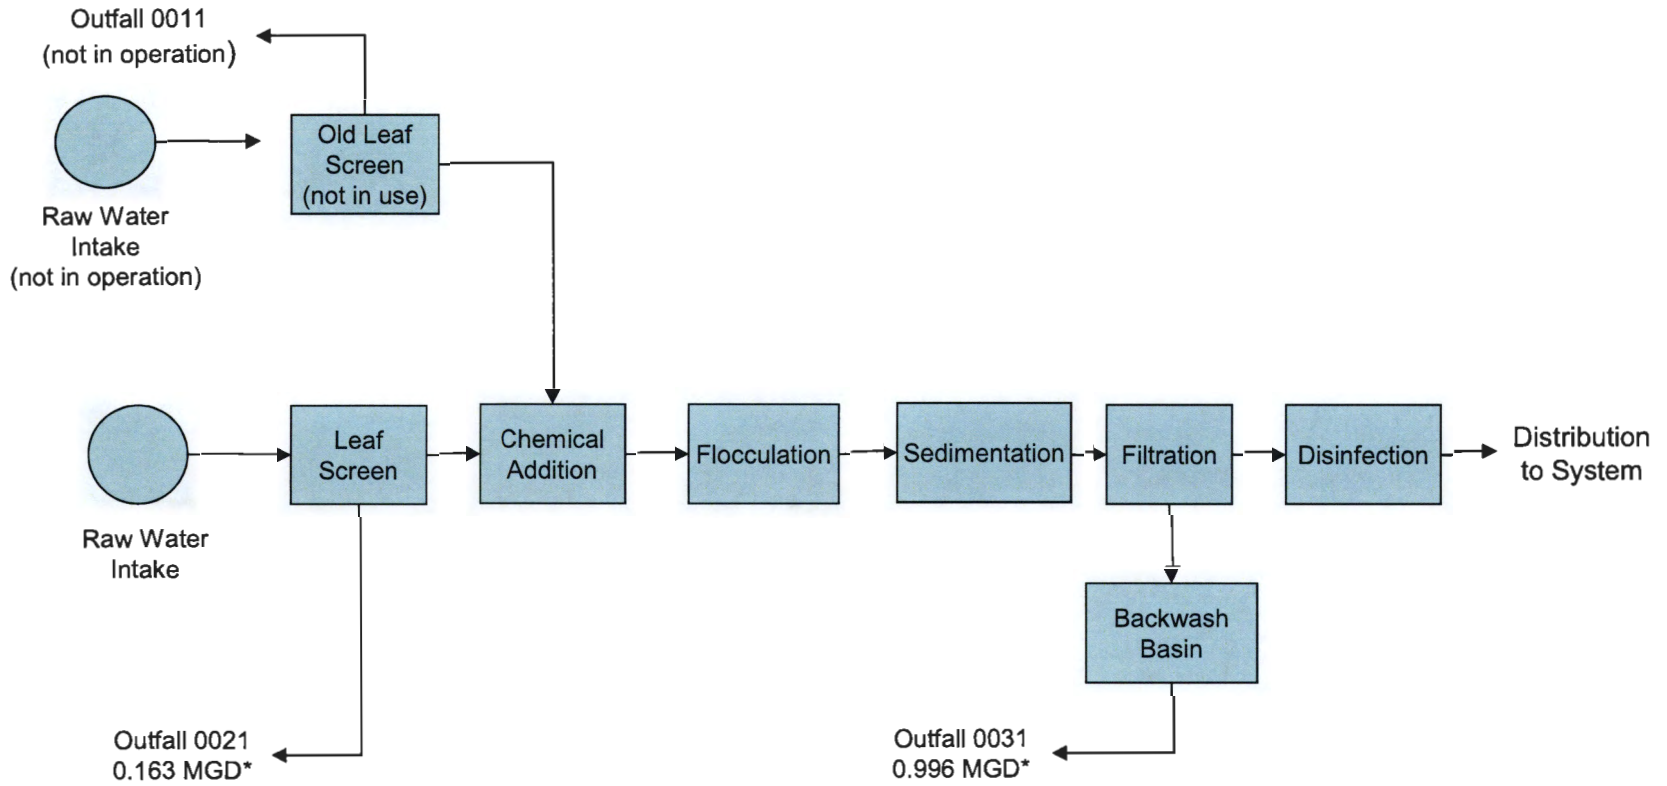 Outfall 0011
(not in operation)
Old Leaf
Screen
(not in use)
Raw Water
Intake
(not in operation)
Leaf
Screen
Chemical
Addition
Flocculation
Sedimentation
Filtration
Disinfection
Distribution
to System
Raw Water
Intake
Backwash
Basin
Outfall 0021
0.163 MGD*
Outfall 0031
0.996 MGD*